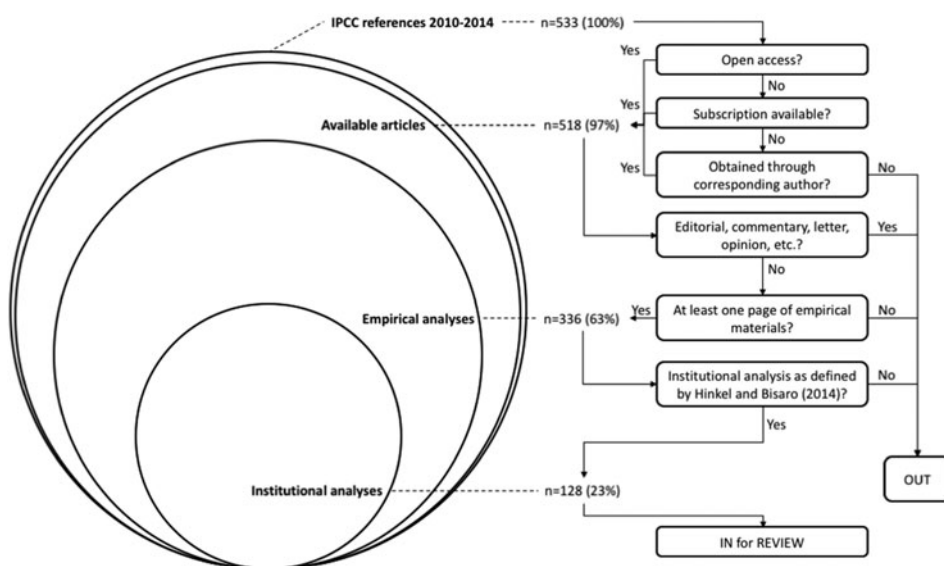 IPCC references 2010-2014
n=533 (100%)
Yes
Open access?
No
Yes
Subscription available?
Available articles
n=518 (97%)
No
Yes
Obtained through
corresponding author?
No
Editorial, commentary, letter,
opinion, etc.?
Yes
No
Empirical analyses
n=336 (63%)
Yes
At least one page of empirical
materials?
No
Institutional analysis as defined
by Hinkel and Bisaro (2014)?
No
Yes
Institutional analyses
n=128 (23%)
OUT
IN for REVIEW